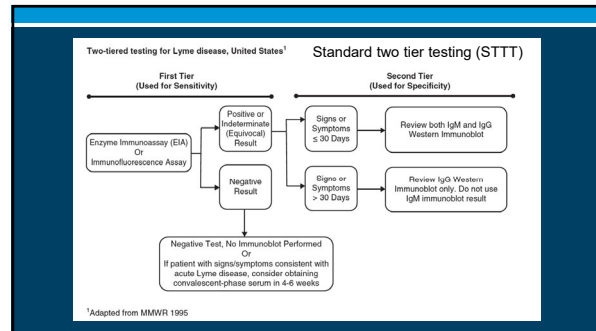 Two-tiered testing for Lyme disease, United States¹
Standard two tier testing (STTT)
First Tier
(Used for Sensitivity)
Second Tier
(Used for Specificity)
Enzyme Immunoassay (EIA)
Or
Immunofluorescence Assay
Positive or
Indeterminate
(Equivocal)
Result
Signs or
Symptoms
≤ 30 Days
Review both IgM and IgG
Western Immunoblot
Negative
Result
Signs or
Symptoms
> 30 Days
Review IgG Western
Immunoblot only. Do not use
IgM immunoblot result
Negative Test, No Immunoblot Performed
Or
If patient with signs/symptoms consistent with
acute Lyme disease, consider obtaining
convalescent-phase serum in 4-6 weeks
¹Adapted from MMWR 1995